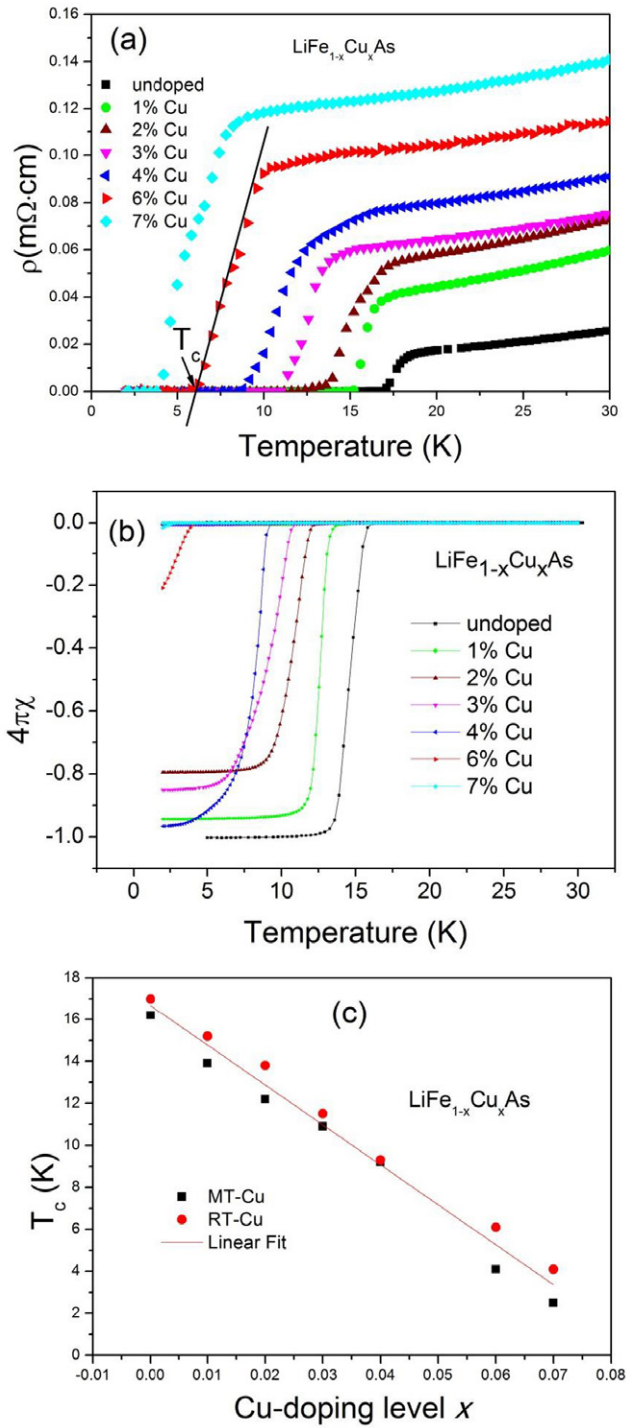 (a)
LiFe1-xCuxAs
undoped
1% Cu
2% Cu
3% Cu
4% Cu
6% Cu
7% Cu
Tc
ρ(mΩ·cm)
0.16
0.14
0.12
0.10
0.08
0.06
0.04
0.02
0.00
0 5 10 15 20 25 30
Temperature (K)
(b)
LiFe1-xCuxAs
undoped
1% Cu
2% Cu
3% Cu
4% Cu
6% Cu
7% Cu
4πχ
0.0
-0.2
-0.4
-0.6
-0.8
-1.0
0 5 10 15 20 25 30
Temperature (K)
(c)
LiFe1-xCuxAs
MT-Cu
RT-Cu
Linear Fit
Tc (K)
18
16
14
12
10
8
6
4
2
0
-0.01 0.00 0.01 0.02 0.03 0.04 0.05 0.06 0.07 0.08
Cu-doping level x